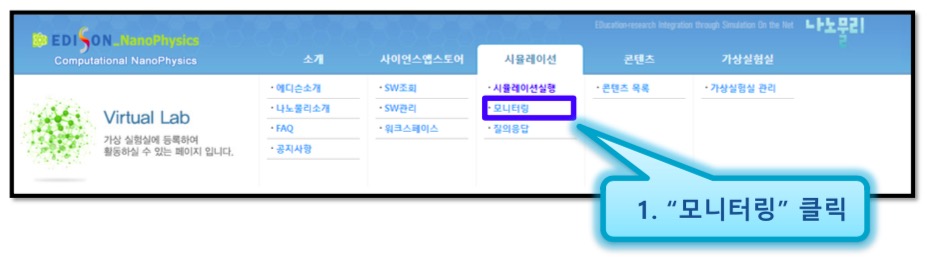 EDucation-research Integration through Simulation On the Net 나노물리
EDISON_NanoPhysics
Computational NanoPhysics 소개 사이언스앱스토어 시뮬레이션 콘텐츠 가상실험실
· 에디슨소개 · SW조회 · 시뮬레이션실행 · 콘텐츠 목록 · 가상실험실 관리
Virtual Lab
· 나노물리소개 · SW관리 · 모니터링
가상 실험실에 등록하여
· FAQ · 워크스페이스 · 질의응답
활동하실 수 있는 페이지 입니다.
· 공지사항
1. “모니터링” 클릭